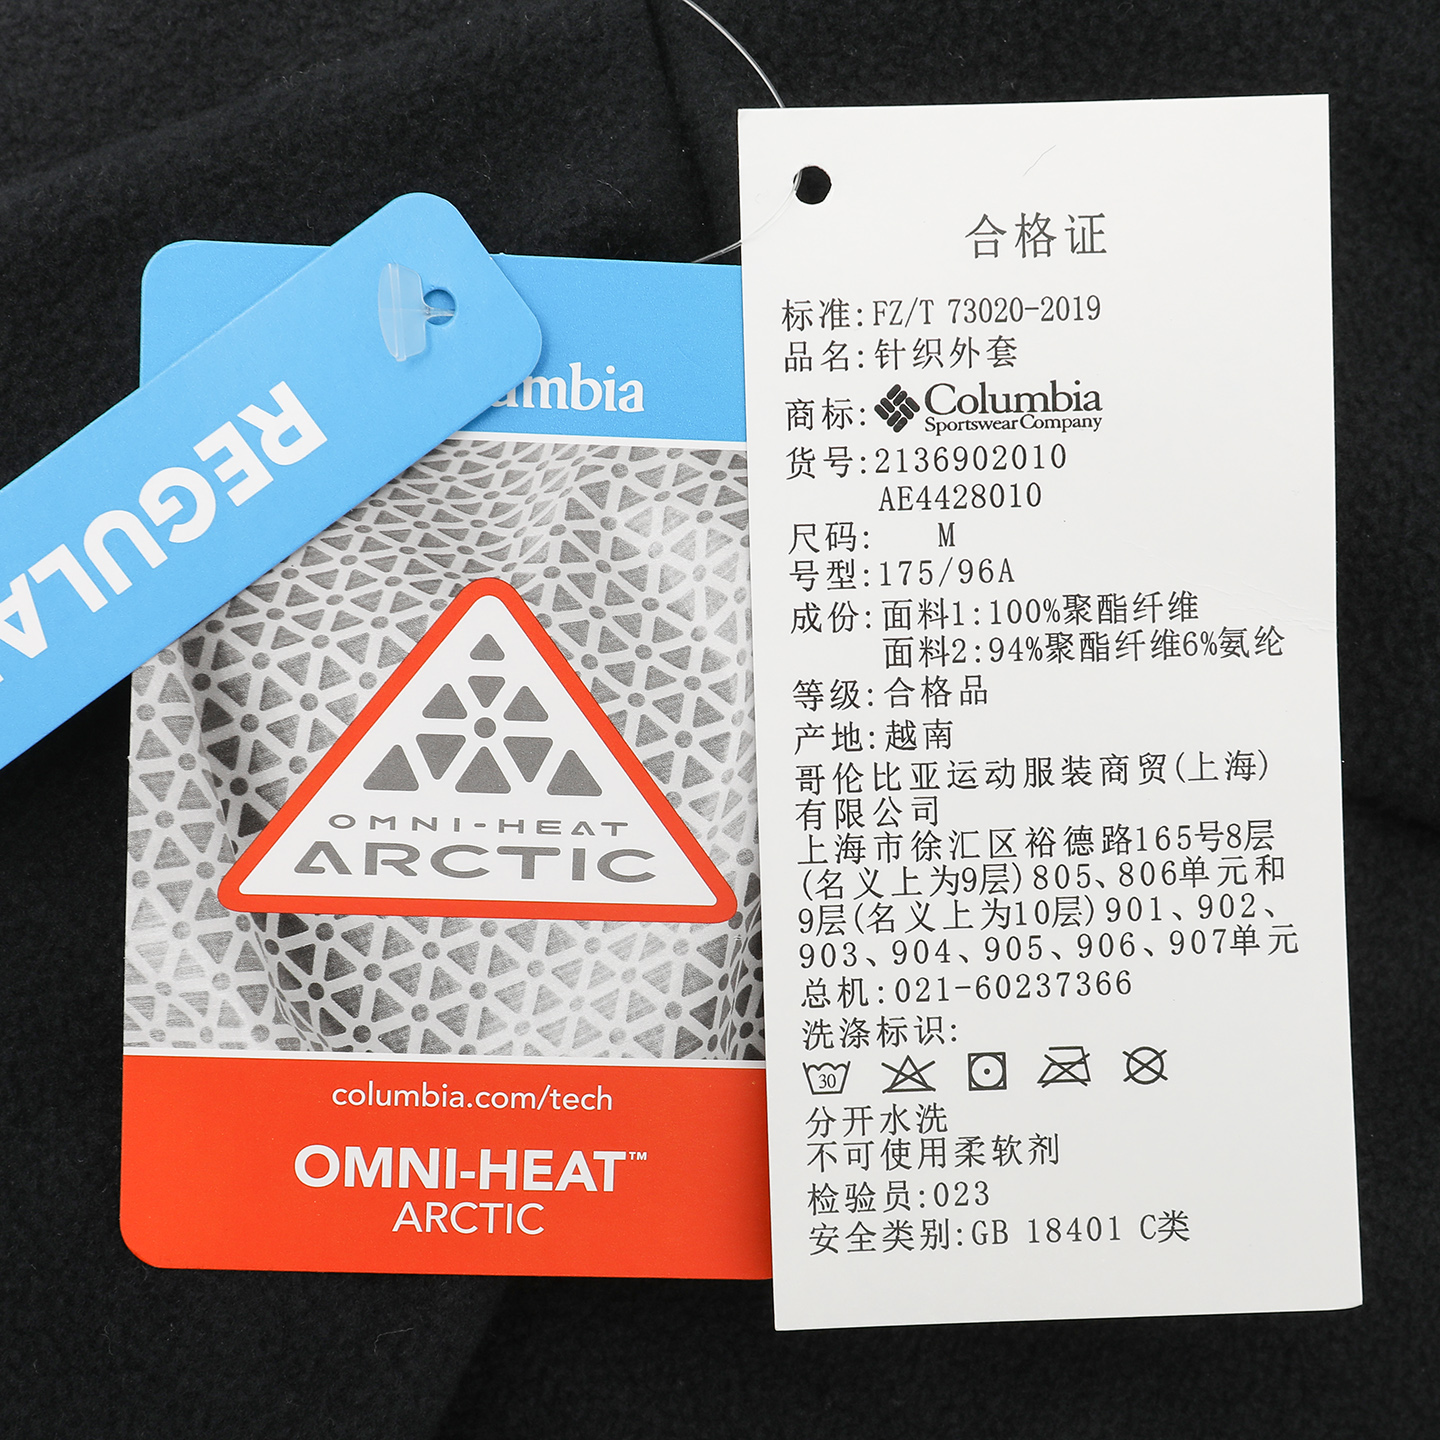 REGULA
umbia
OMNI-HEAT
ARCTIC
columbia.com/tech
OMNI-HEAT™
ARCTIC
合格证
标准:FZ/T 73020-2019
品名:针织外套
商标:Columbia
Sportswear Company
货号:2136902010
AE4428010
尺码: M
号型:175/96A
成份:面料1:100%聚酯纤维
面料2:94%聚酯纤维6%氨纶
等级:合格品
产地:越南
哥伦比亚运动服装商贸(上海)
有限公司
上海市徐汇区裕德路165号8层
(名义上为9层)805、806单元和
9层(名义上为10层)901、902、
903、904、905、906、907单元
总机:021-60237366
洗涤标识:
30
分开水洗
不可使用柔软剂
检验员:023
安全类别:GB 18401 C类